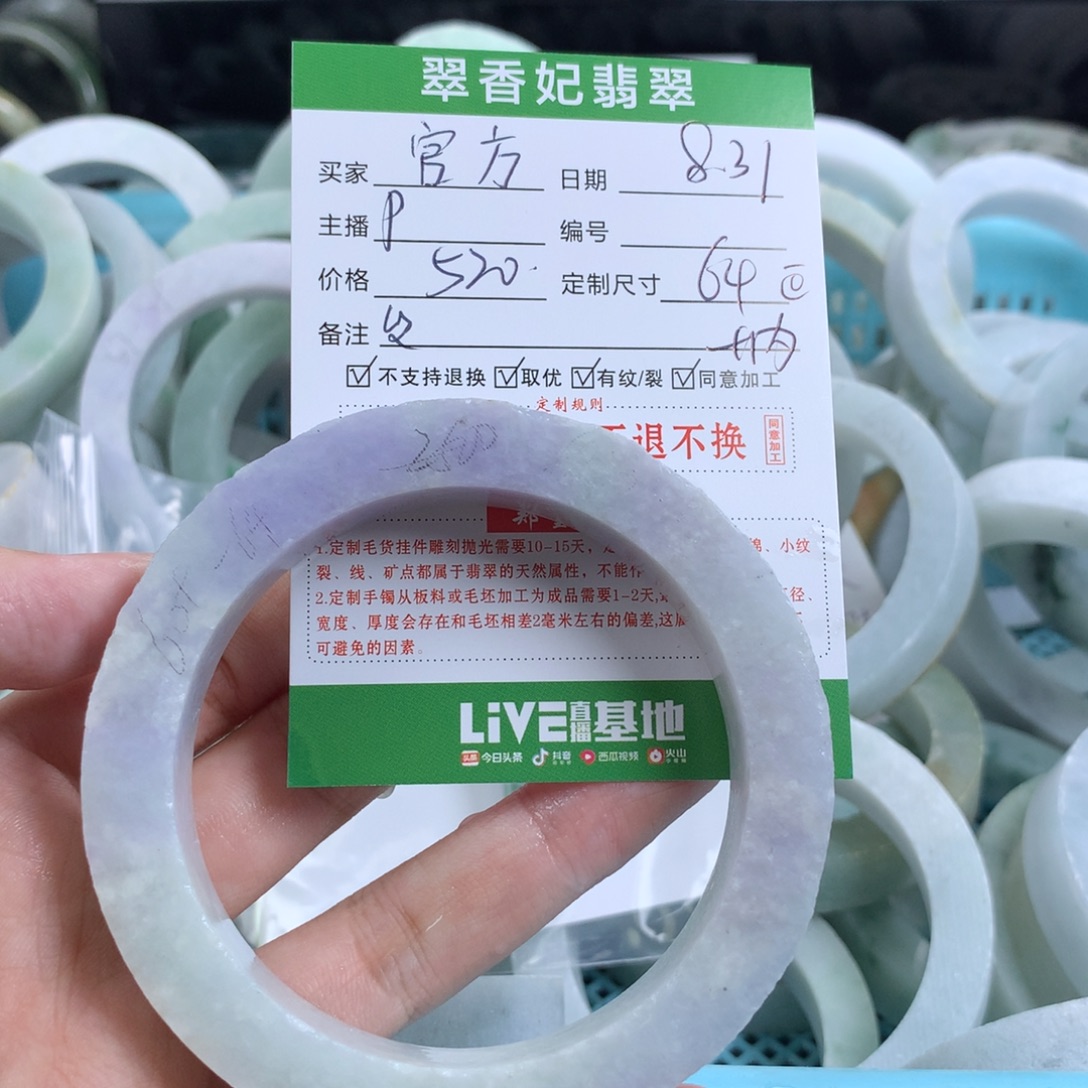 翠香妃翡翠
买家 官方 日期 8.31
主播 P 编号
价格 520. 定制尺寸 64
备注
不支持退换 取优 有纹/裂 同意加工
定制规则
退不换 同意加工
260
1.定制毛货挂件雕刻抛光需要10-15天, 棉、小纹
裂、线、矿点都属于翡翠的天然属性，不能
2.定制手镯从板料或毛坯加工为成品需要1-2天, 径、
宽度、厚度会存在和毛坯相差2毫米左右的偏差,这
可避免的因素。
LIVE直播基地
头条 今日头条 抖音 西瓜视频 火山